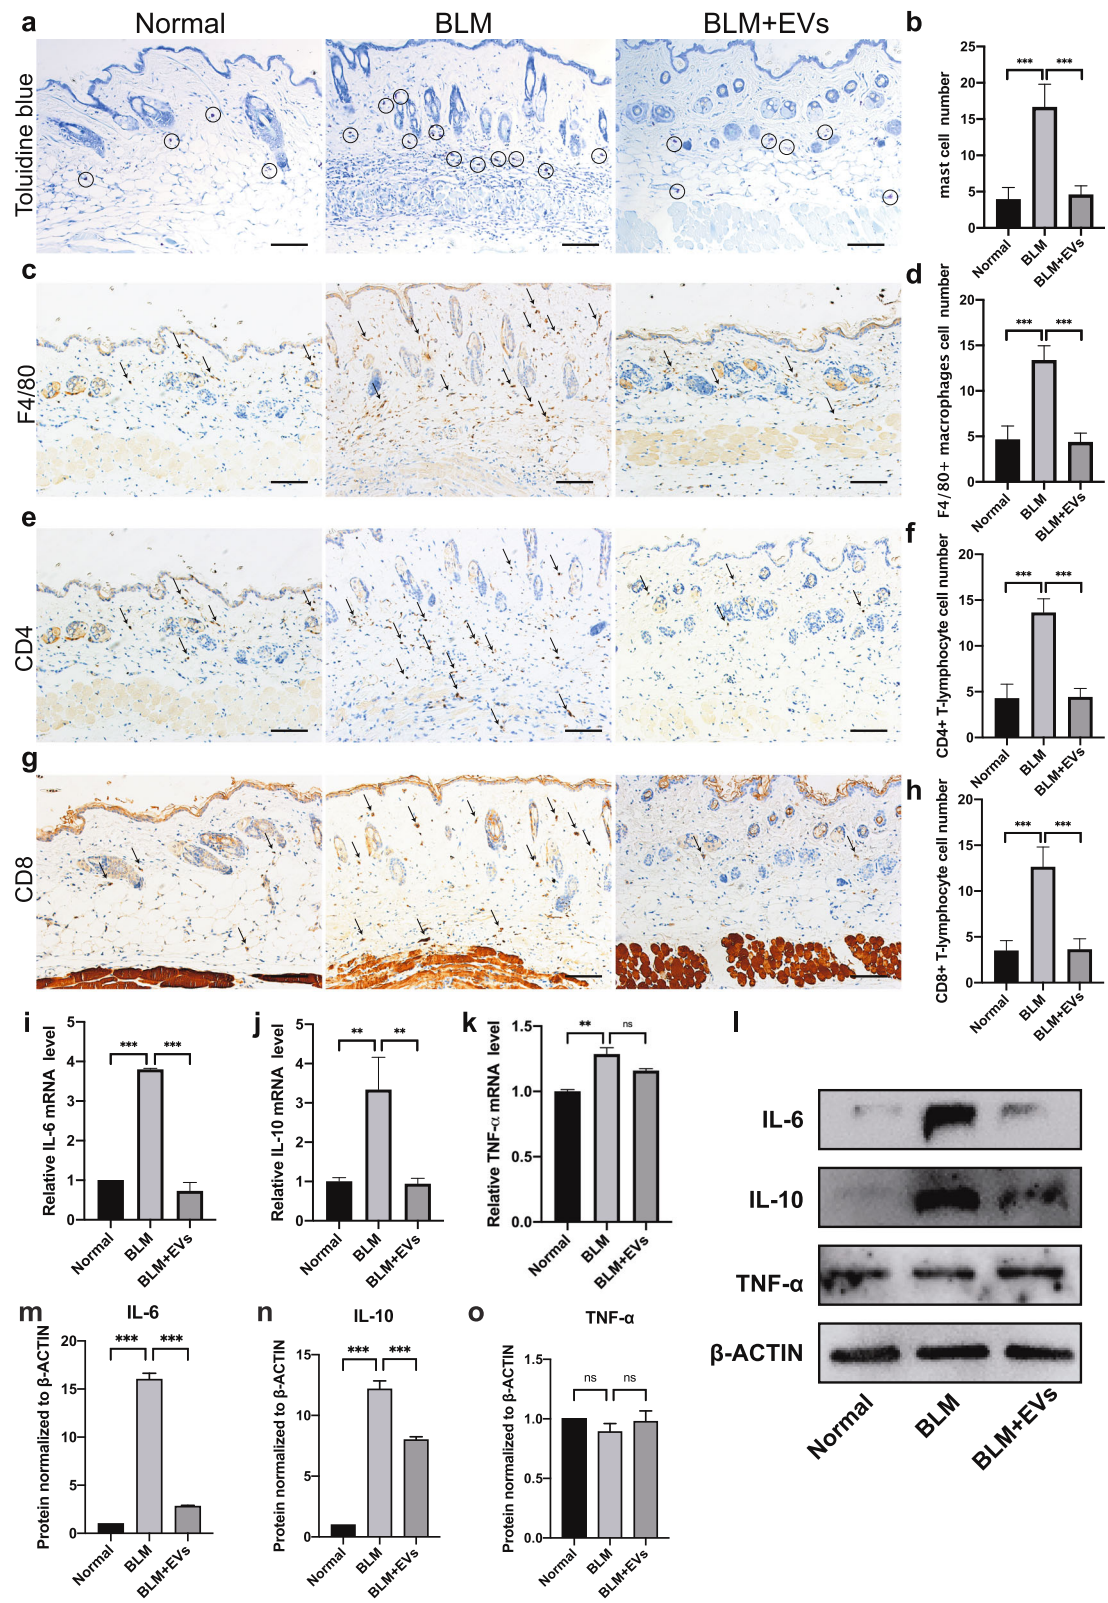 a Normal BLM BLM+EVs b
Toluidine blue
mast cell number
25
20
15
10
5
0
*** ***
Normal
BLM
BLM+EVs
c
F4/80
d
F4/80+ macrophages cell number
20
15
10
5
0
*** ***
Normal
BLM
BLM+EVs
e
CD4
f
CD4+ T-lymphocyte cell number
20
15
10
5
0
*** ***
Normal
BLM
BLM+EVs
g
CD8
h
CD8+ T-lymphocyte cell number
20
15
10
5
0
*** ***
Normal
BLM
BLM+EVs
i
Relative IL-6 mRNA level
5
4
3
2
1
0
*** ***
Normal
BLM
BLM+EVs
j
Relative IL-10 mRNA level
5
4
3
2
1
0
** **
Normal
BLM
BLM+EVs
k
Relative TNF-α mRNA level
1.5
1.0
0.5
0.0
** ns
Normal
BLM
BLM+EVs
l
IL-6
IL-10
TNF-α
β-ACTIN
Normal
BLM
BLM+EVs
m
IL-6
Protein normalized to β-ACTIN
20
15
10
5
0
*** ***
Normal
BLM
BLM+EVs
n
IL-10
Protein normalized to β-ACTIN
15
10
5
0
*** ***
Normal
BLM
BLM+EVs
o
TNF-α
Protein normalized to β-ACTIN
1.5
1.0
0.5
0.0
ns ns
Normal
BLM
BLM+EVs